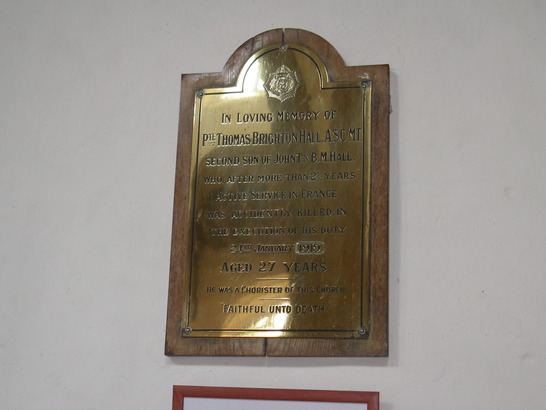 IN LOVING MEMORY OF
PTE THOMAS BRIGHTON HALL. A.S.C. M.T.
SECOND SON OF JOHN T. & B. M. HALL.
WHO, AFTER MORE THAN 2½ YEARS
ACTIVE SERVICE IN FRANCE
WAS ACCIDENTLY KILLED IN
THE EXECUTION OF HIS DUTY
JANUARY 1919.
AGED 27 YEARS
HE WAS A CHORISTER OF THIS CHURCH
FAITHFUL UNTO DEATH